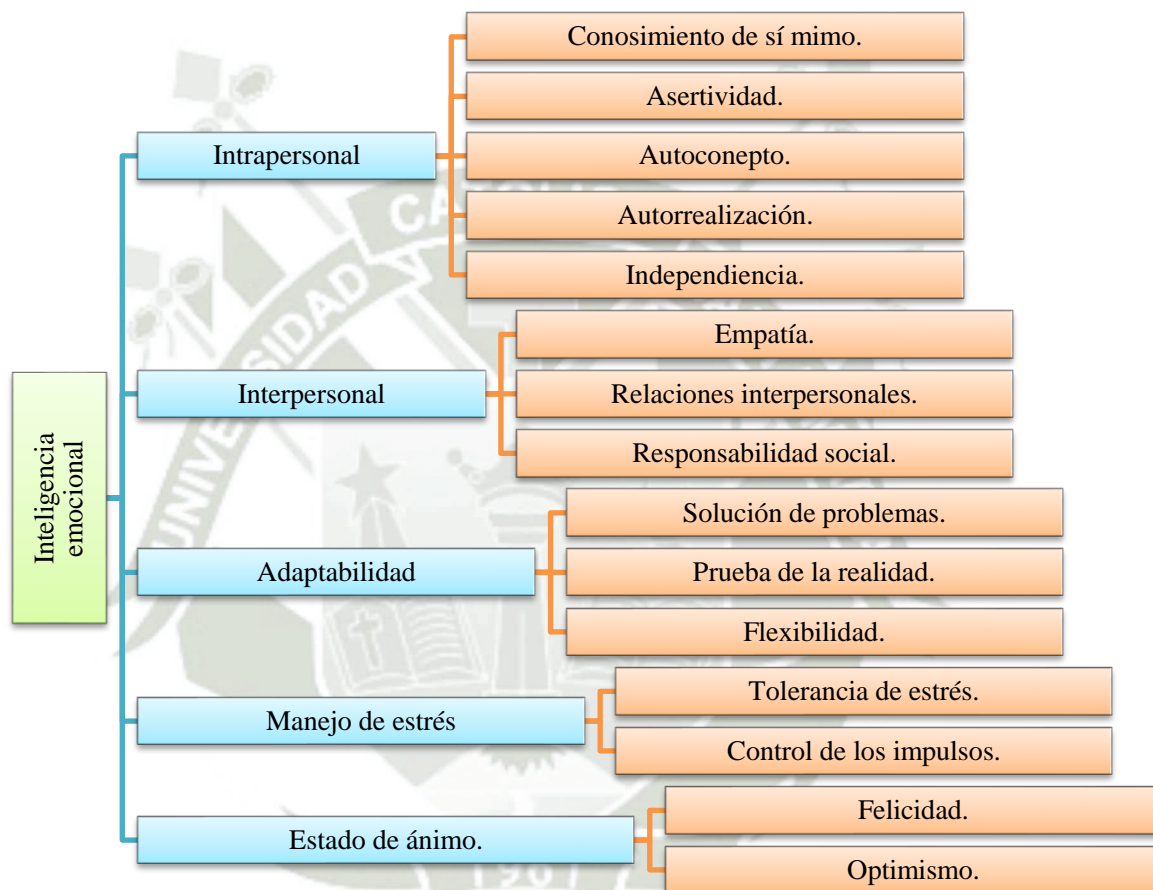 Inteligencia
emocional
Intrapersonal
Conosimiento de sí mimo.
Asertividad.
Autoconepto.
Autorrealización.
Independiencia.
Interpersonal
Empatía.
Relaciones interpersonales.
Responsabilidad social.
Adaptabilidad
Solución de problemas.
Prueba de la realidad.
Flexibilidad.
Manejo de estrés
Tolerancia de estrés.
Control de los impulsos.
Estado de ánimo.
Felicidad.
Optimismo.